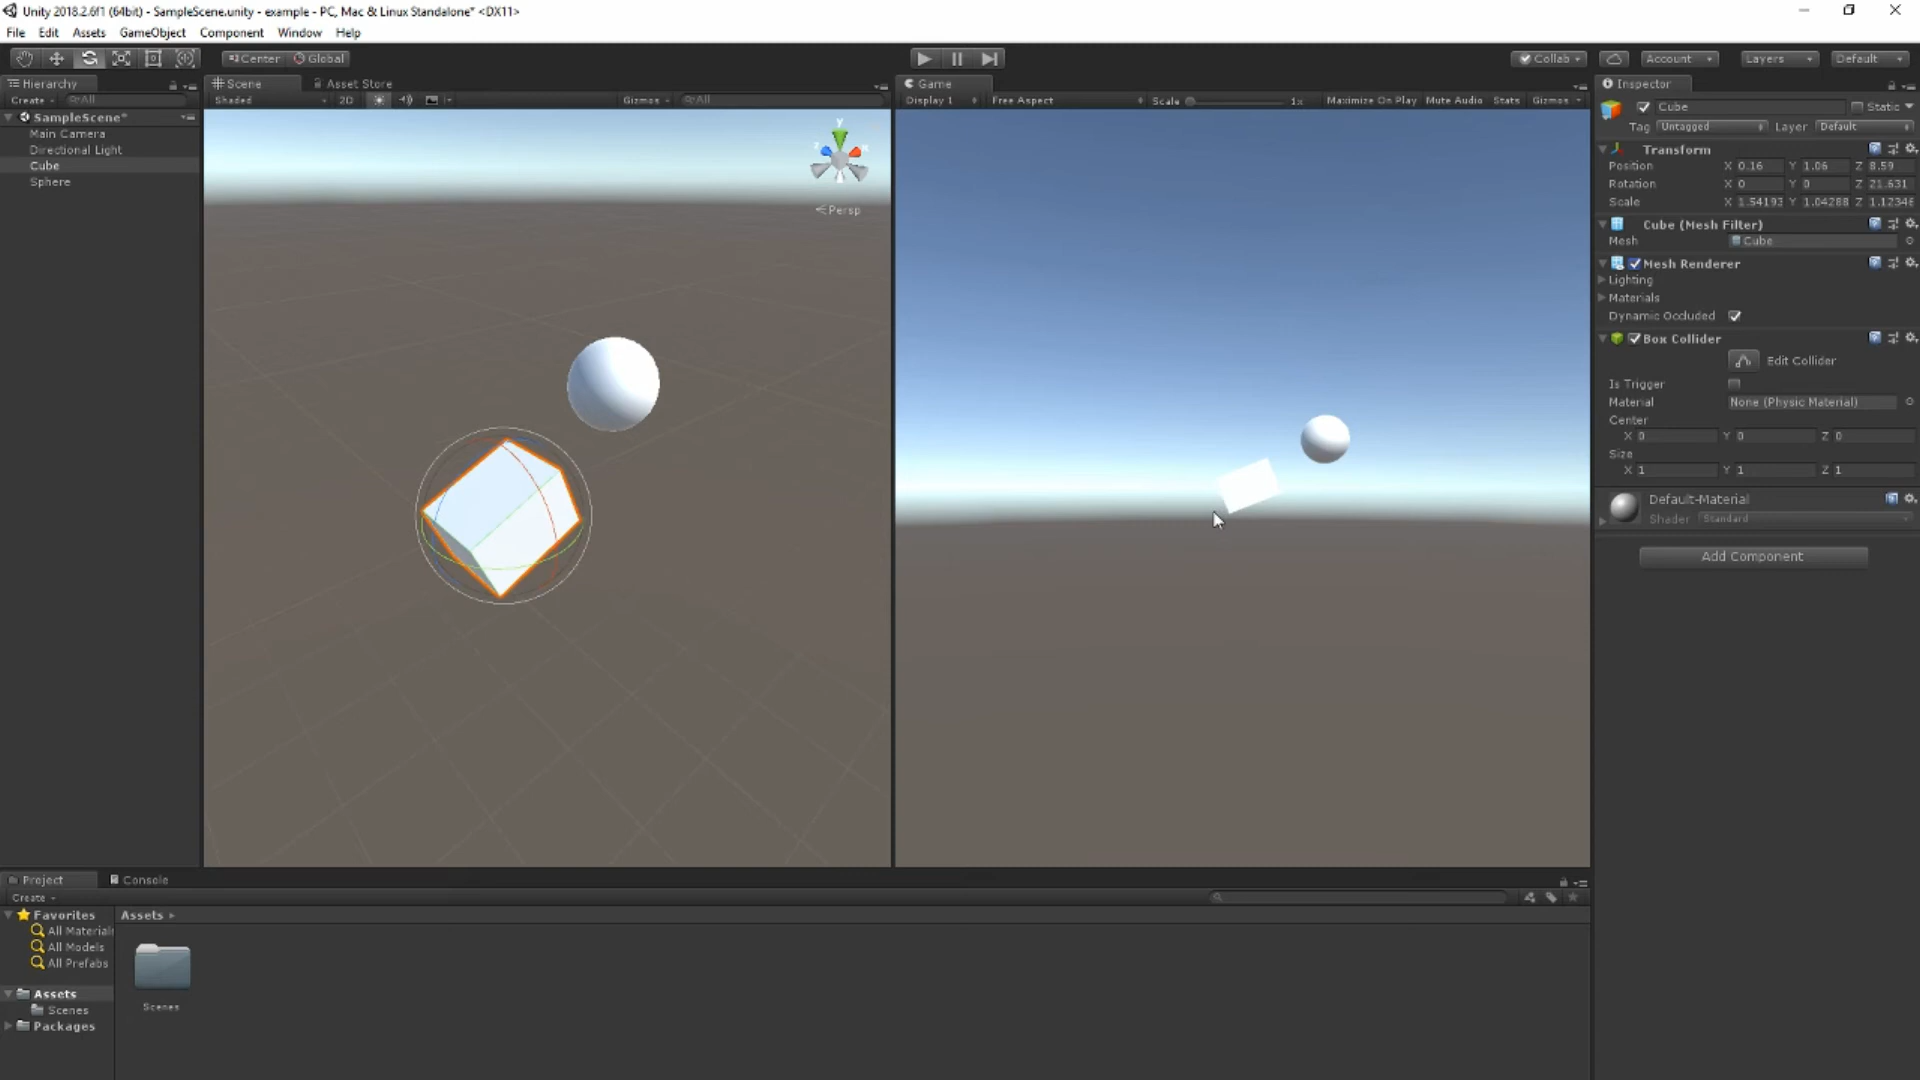 Unity 2018.2.6f1 (64bit) - SampleScene.unity - example - PC, Mac & Linux Standalone* <DX11>
File Edit Assets GameObject Component Window Help
Center Global
Collab Account Layers Default
Hierarchy
Create All
SampleScene*
Main Camera
Directional Light
Cube
Sphere
Scene Asset Store
Shaded 2D Gizmos All
y
x
z
Persp
Game
Display 1 Free Aspect Scale 1x Maximize On Play Mute Audio Stats Gizmos
Inspector
Cube Static
Tag Untagged Layer Default
Transform
Position X 0.16 Y 1.06 Z 8.59
Rotation X 0 Y 0 Z 21.631
Scale X 1.54193 Y 1.04288 Z 1.12346
Cube (Mesh Filter)
Mesh Cube
Mesh Renderer
Lighting
Materials
Dynamic Occluded
Box Collider
Edit Collider
Is Trigger
Material None (Physic Material)
Center
X 0 Y 0 Z 0
Size
X 1 Y 1 Z 1
Default-Material
Shader Standard
Add Component
Project Console
Create
Favorites
All Materials
All Models
All Prefabs
Assets
Scenes
Packages
Assets
Scenes